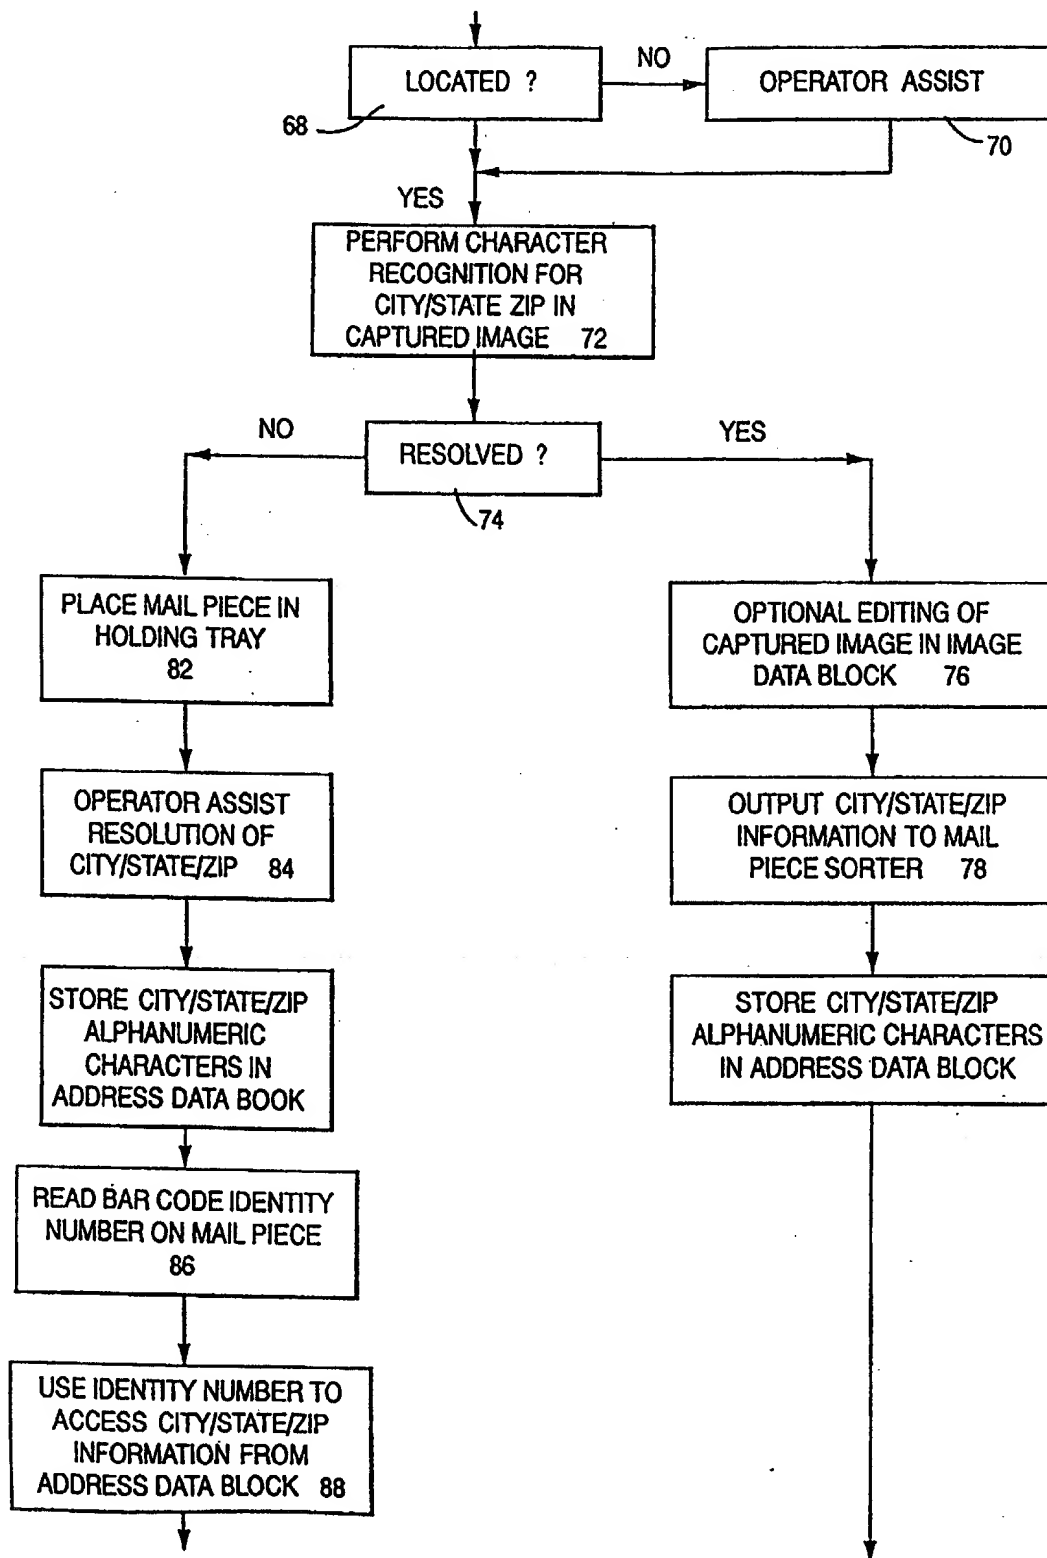 LOCATED ?
NO
OPERATOR ASSIST
68
70
YES
PERFORM CHARACTER
RECOGNITION FOR
CITY/STATE ZIP IN
CAPTURED IMAGE 72
NO
RESOLVED ?
YES
74
PLACE MAIL PIECE IN
HOLDING TRAY
82
OPTIONAL EDITING OF
CAPTURED IMAGE IN IMAGE
DATA BLOCK 76
OPERATOR ASSIST
RESOLUTION OF
CITY/STATE/ZIP 84
OUTPUT CITY/STATE/ZIP
INFORMATION TO MAIL
PIECE SORTER 78
STORE CITY/STATE/ZIP
ALPHANUMERIC
CHARACTERS IN
ADDRESS DATA BOOK
STORE CITY/STATE/ZIP
ALPHANUMERIC CHARACTERS
IN ADDRESS DATA BLOCK
READ BAR CODE IDENTITY
NUMBER ON MAIL PIECE
86
USE IDENTITY NUMBER TO
ACCESS CITY/STATE/ZIP
INFORMATION FROM
ADDRESS DATA BLOCK 88